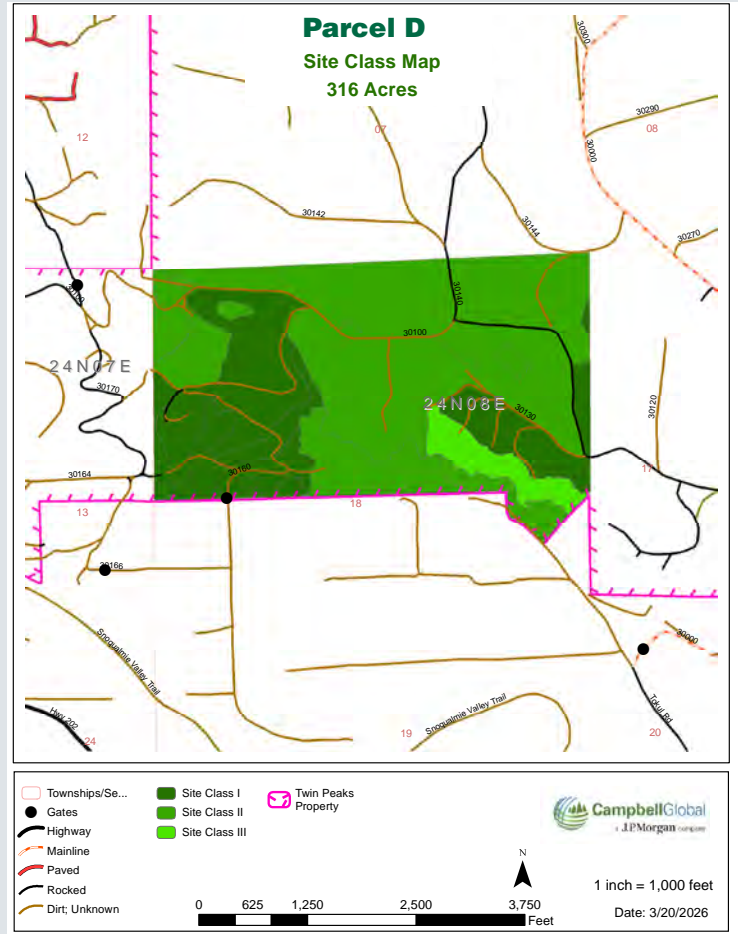 Parcel D
Site Class Map
316 Acres
30300
12
07
08
30290
30000
30142
30144
30270
30140
30100
24N07E
30170
24N08E
30130
30120
30164
30160
17
13
18
30166
Snoqualmie Valley Trail
30000
Hwy 202
24
19
Snoqualmie Valley Trail
Tokul Rd
20
Townships/Se...
Gates
Highway
Mainline
Paved
Rocked
Dirt; Unknown
Site Class I
Site Class II
Site Class III
Twin Peaks
Property
CampbellGlobal
a J.P.Morgan company
N
0 625 1,250 2,500 3,750
Feet
1 inch = 1,000 feet
Date: 3/20/2026